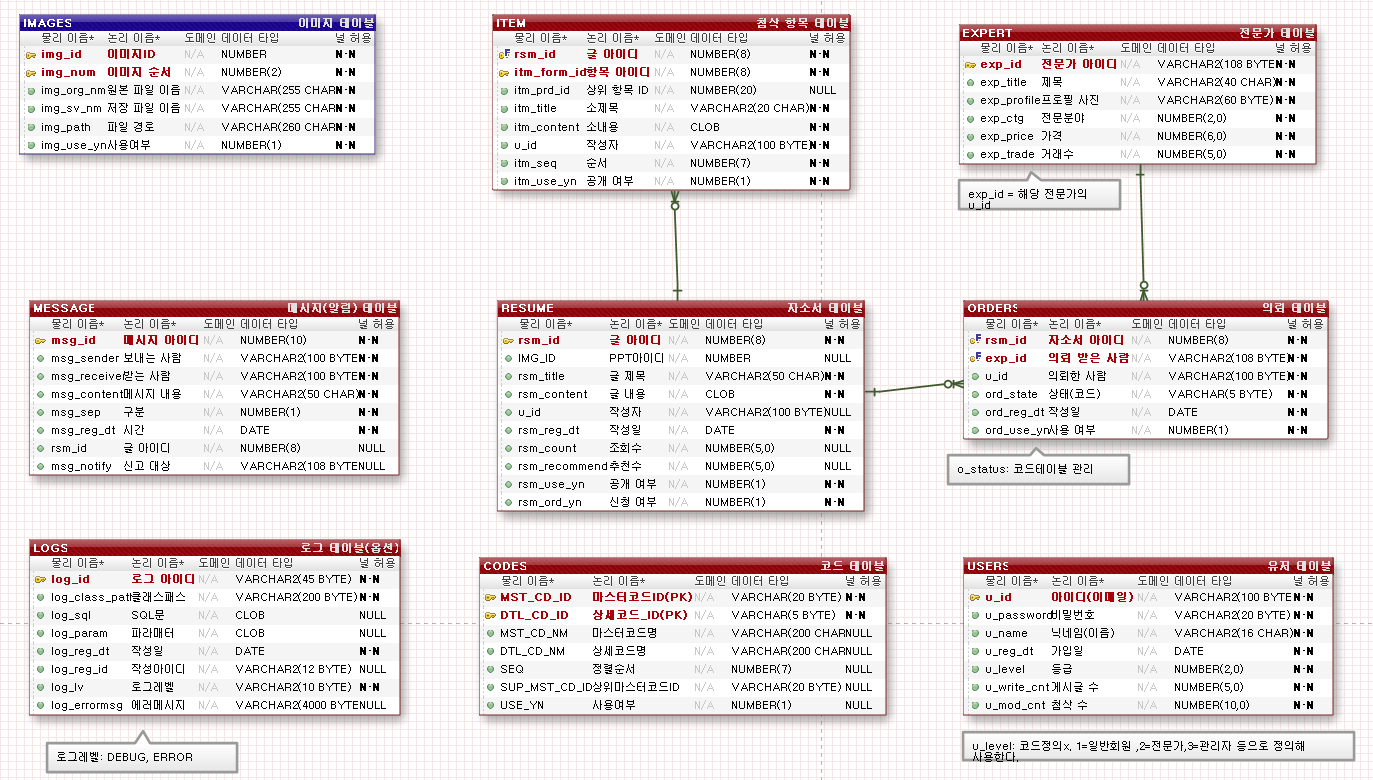 IMAGES 이미지 테이블
물리 이름* 논리 이름* 도메인 데이터 타입 널 허용
img_id 이미지ID N/A NUMBER N-N
img_num 이미지 순서 N/A NUMBER(2) N-N
img_org_nm 원본 파일 이름 N/A VARCHAR(255 CHAR N-N
img_sv_nm 저장 파일 이름 N/A VARCHAR(255 CHAR N-N
img_path 파일 경로 N/A VARCHAR(260 CHAR N-N
img_use_yn 사용여부 N/A NUMBER(1) N-N
ITEM 첨삭 항목 테이블
물리 이름* 논리 이름* 도메인 데이터 타입 널 허용
rsm_id 글 아이디 N/A NUMBER(8) N-N
itm_form_id 항목 아이디 N/A NUMBER(8) N-N
itm_prd_id 상위 항목 ID N/A NUMBER(20) NULL
itm_title 소제목 N/A VARCHAR2(20 CHAR) N-N
itm_content 소내용 N/A CLOB N-N
u_id 작성자 N/A VARCHAR2(100 BYTE) N-N
itm_seq 순서 N/A NUMBER(7) N-N
itm_use_yn 공개 여부 N/A NUMBER(1) N-N
EXPERT 전문가 테이블
물리 이름* 논리 이름* 도메인 데이터 타입 널 허용
exp_id 전문가 아이디 N/A VARCHAR2(108 BYTE) N-N
exp_title 제목 N/A VARCHAR2(40 CHAR) N-N
exp_profile 프로필 사진 N/A VARCHAR2(60 BYTE) N-N
exp_ctg 전문분야 N/A NUMBER(2,0) N-N
exp_price 가격 N/A NUMBER(6,0) N-N
exp_trade 거래수 N/A NUMBER(5,0) N-N
exp_id = 해당 전문가의
u_id
MESSAGE 메시지(알림) 테이블
물리 이름* 논리 이름* 도메인 데이터 타입 널 허용
msg_id 메시지 아이디 N/A NUMBER(10) N-N
msg_sender 보내는 사람 N/A VARCHAR2(100 BYTE N-N
msg_receiver 받는 사람 N/A VARCHAR2(100 BYTE N-N
msg_content 메시지 내용 N/A VARCHAR2(50 CHAR) N-N
msg_sep 구분 N/A NUMBER(1) N-N
msg_reg_dt 시간 N/A DATE N-N
rsm_id 글 아이디 N/A NUMBER(8) NULL
msg_notify 신고 대상 N/A VARCHAR2(108 BYTE NULL
RESUME 자소서 테이블
물리 이름* 논리 이름* 도메인 데이터 타입 널 허용
rsm_id 글 아이디 N/A NUMBER(8) N-N
IMG_ID PPT아이디 N/A NUMBER NULL
rsm_title 글 제목 N/A VARCHAR2(50 CHAR) N-N
rsm_content 글 내용 N/A CLOB N-N
u_id 작성자 N/A VARCHAR2(100 BYTE) NULL
rsm_reg_dt 작성일 N/A DATE N-N
rsm_count 조회수 N/A NUMBER(5,0) NULL
rsm_recommend 추천수 N/A NUMBER(5,0) NULL
rsm_use_yn 공개 여부 N/A NUMBER(1) N-N
rsm_ord_yn 신청 여부 N/A NUMBER(1) N-N
ORDERS 의뢰 테이블
물리 이름* 논리 이름* 도메인 데이터 타입 널 허용
rsm_id 자소서 아이디 N/A NUMBER(8) N-N
exp_id 의뢰 받은 사람 N/A VARCHAR2(108 BYTE) N-N
u_id 의뢰한 사람 N/A VARCHAR2(100 BYTE) N-N
ord_state 상태(코드) N/A VARCHAR(5 BYTE) N-N
ord_reg_dt 작성일 N/A DATE N-N
ord_use_yn 사용 여부 N/A NUMBER(1) N-N
o_status: 코드테이블 관리
LOGS 로그 테이블(옵션)
물리 이름* 논리 이름* 도메인 데이터 타입 널 허용
log_id 로그 아이디 N/A VARCHAR2(45 BYTE) N-N
log_class_path 클래스패스 N/A VARCHAR2(200 BYTE) N-N
log_sql SQL문 N/A CLOB NULL
log_param 파라매터 N/A CLOB NULL
log_reg_dt 작성일 N/A DATE N-N
log_reg_id 작성아이디 N/A VARCHAR2(12 BYTE) NULL
log_lv 로그레벨 N/A VARCHAR2(10 BYTE) N-N
log_errormsg 에러메시지 N/A VARCHAR2(4000 BYTE NULL
로그레벨: DEBUG, ERROR
CODES 코드 테이블
물리 이름* 논리 이름* 도메인 데이터 타입 널 허용
MST_CD_ID 마스터코드ID(PK) N/A VARCHAR(20 BYTE) N-N
DTL_CD_ID 상세코드_ID(PK) N/A VARCHAR(5 BYTE) N-N
MST_CD_NM 마스터코드명 N/A VARCHAR(200 CHAR NULL
DTL_CD_NM 상세코드명 N/A VARCHAR(200 CHAR NULL
SEQ 정렬순서 N/A NUMBER(7) NULL
SUP_MST_CD_ID 상위마스터코드ID N/A VARCHAR(20 BYTE) NULL
USE_YN 사용여부 N/A NUMBER(1) NULL
USERS 유저 테이블
물리 이름* 논리 이름* 도메인 데이터 타입 널 허용
u_id 아이디(이메일) N/A VARCHAR2(100 BYTE N-N
u_password 비밀번호 N/A VARCHAR2(20 BYTE) N-N
u_name 닉네임(이름) N/A VARCHAR2(16 CHAR) N-N
u_reg_dt 가입일 N/A DATE N-N
u_level 등급 N/A NUMBER(2,0) N-N
u_write_cnt 게시글 수 N/A NUMBER(5,0) N-N
u_mod_cnt 첨삭 수 N/A NUMBER(10,0) N-N
u_level: 코드정의x, 1=일반회원 ,2=전문가,3=관리자 등으로 정의해
사용한다.